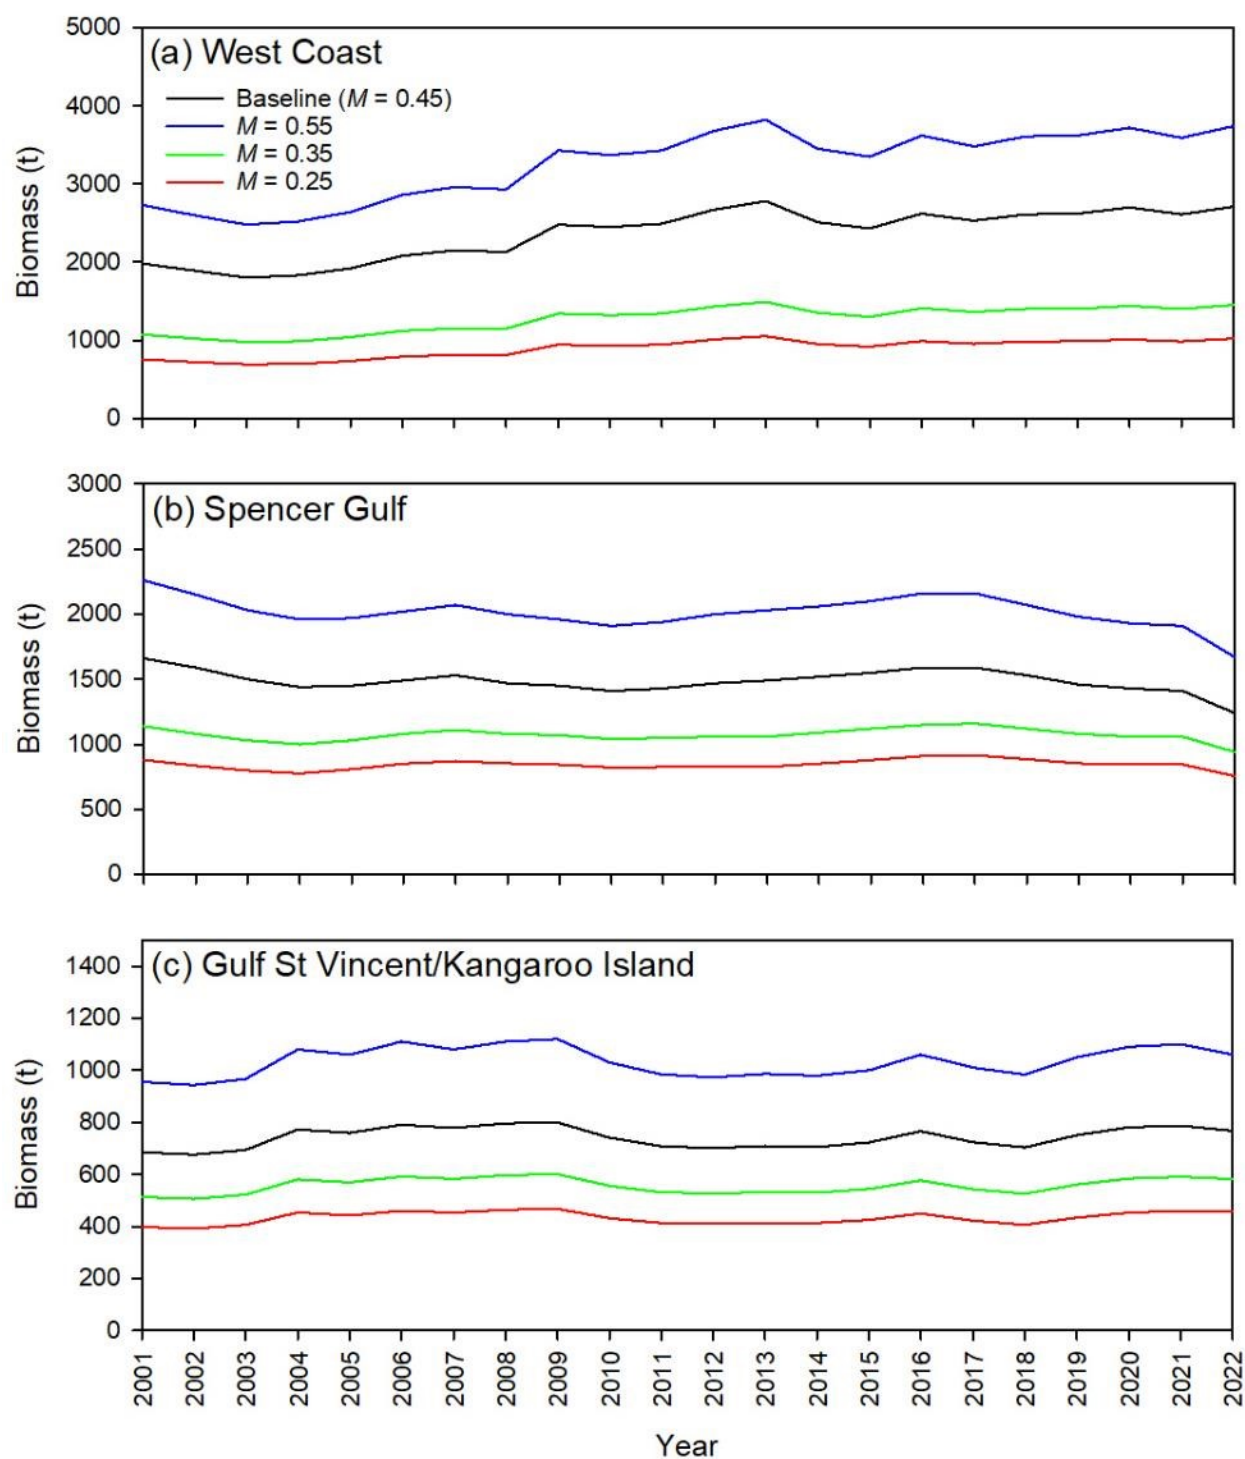 5000
(a) West Coast
4000
3000
2000
1000
0
Biomass (t)
Baseline (M = 0.45)
M = 0.55
M = 0.35
M = 0.25
3000
(b) Spencer Gulf
2500
2000
1500
1000
500
0
Biomass (t)
(c) Gulf St Vincent/Kangaroo Island
1400
1200
1000
800
600
400
200
0
Biomass (t)
2001 2002 2003 2004 2005 2006 2007 2008 2009 2010 2011 2012 2013 2014 2015 2016 2017 2018 2019 2020 2021 2022
Year